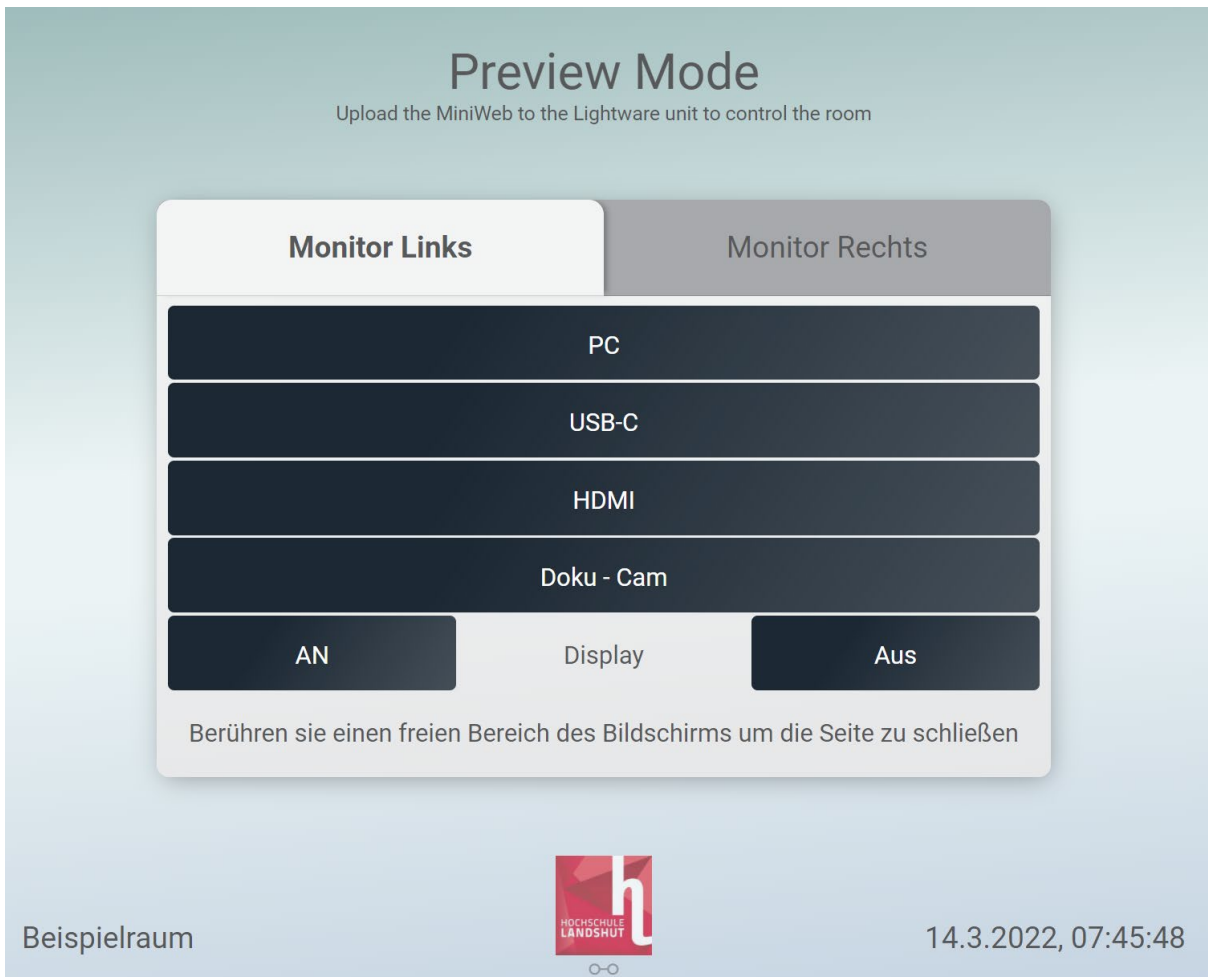 Preview Mode
Upload the MiniWeb to the Lightware unit to control the room
Monitor Links
Monitor Rechts
PC
USB-C
HDMI
Doku - Cam
AN
Display
Aus
Berühren sie einen freien Bereich des Bildschirms um die Seite zu schließen
HOCHSCHULE
LANDSHUT
Beispielraum
14.3.2022, 07:45:48